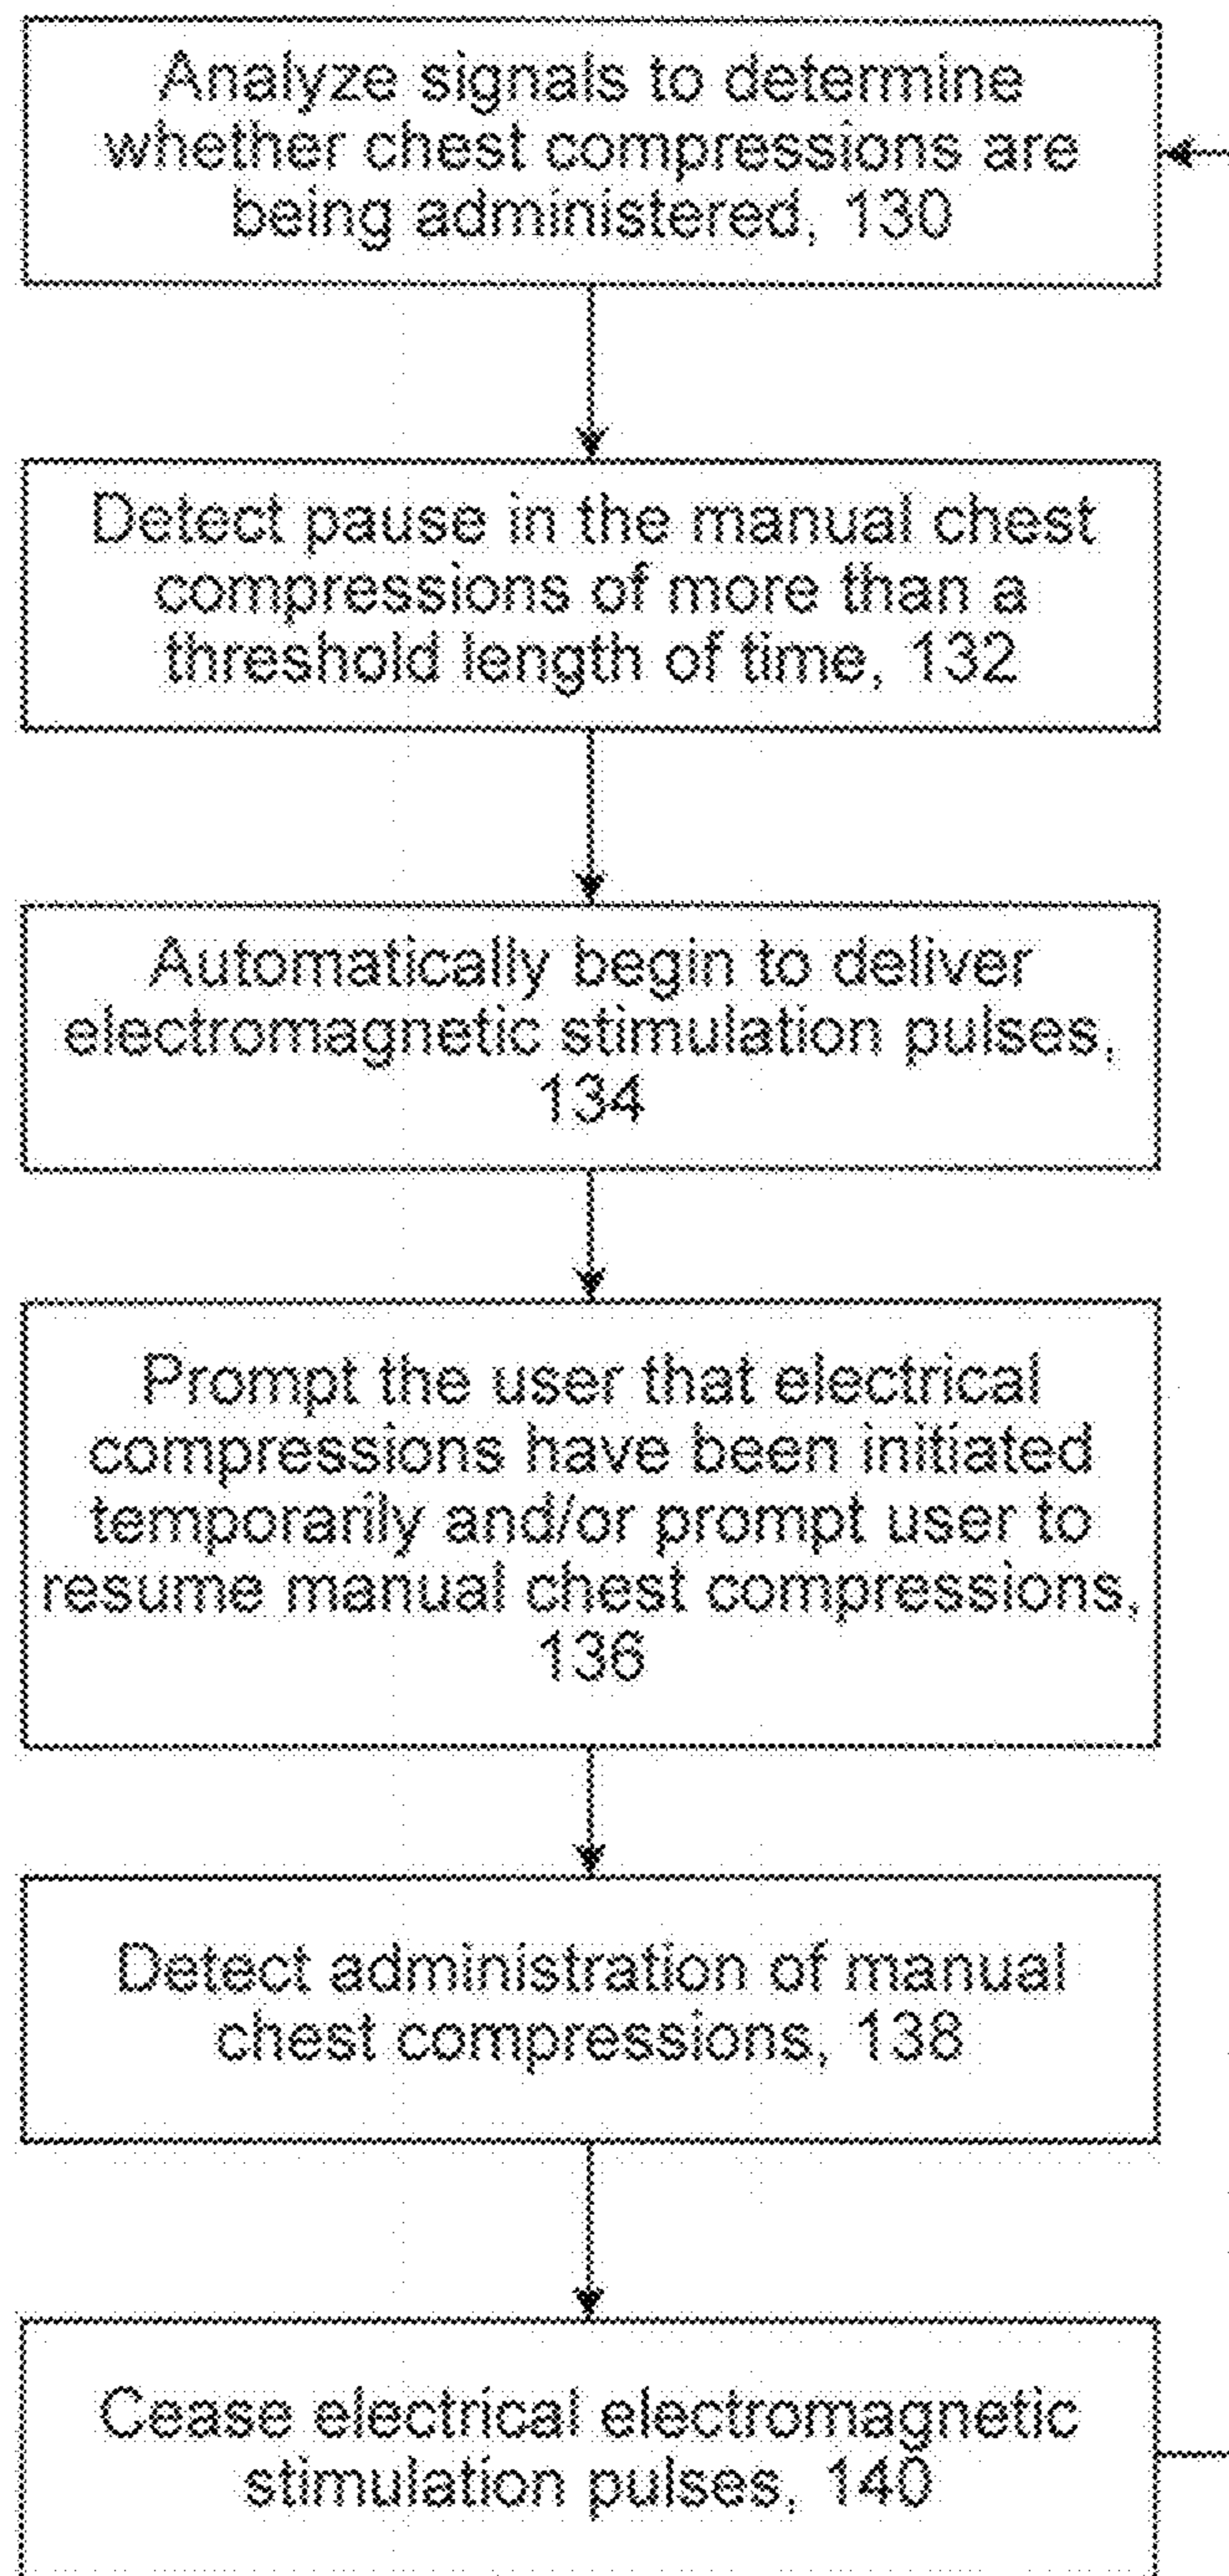 Analyze signals to determine
whether chest compressions are
being administered, 130
Detect pause in the manual chest
compressions of more than a
threshold length of time, 132
Automatically begin to deliver
electromagnetic stimulation pulses,
134
Prompt the user that electrical
compressions have been initiated
temporarily and/or prompt user to
resume manual chest compressions,
136
Detect administration of manual
chest compressions, 138
Cease electrical electromagnetic
stimulation pulses, 140